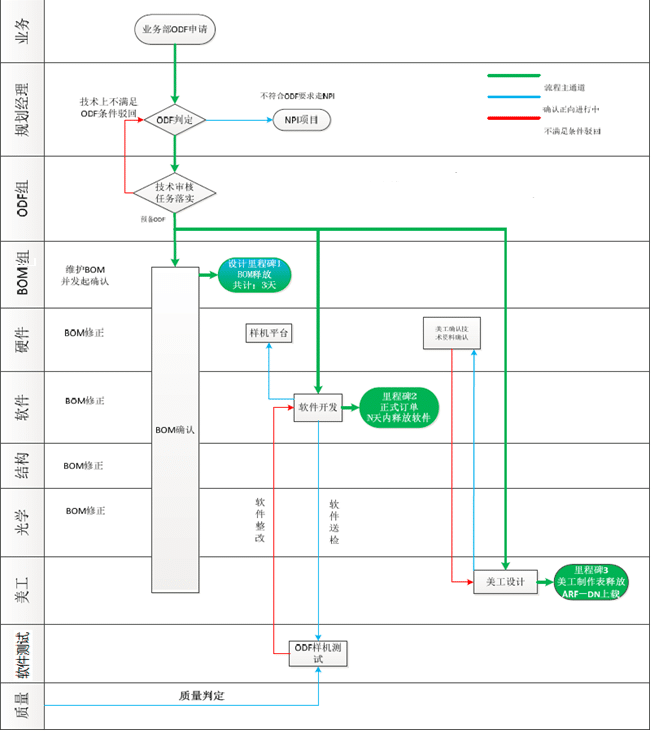 业务
业务部ODF申请
规划经理
技术上不满足
ODF条件驳回
ODF判定
不符合ODF要求走NPI
NPI项目
流程主通道
确认正向进行中
不满足条件驳回
ODF组
技术审核
任务落实
预备ODF
BOM组
维护BOM
并发起确认
设计里程碑1
BOM释放
共计：3天
硬件
BOM修正
样机平台
美工确认技
术资料确认
软件
BOM修正
BOM确认
软件开发
里程碑2
正式订单
N天内释放软件
结构
BOM修正
光学
BOM修正
软件整改
软件送检
美工
美工设计
里程碑3
美工制作表释放
ARF－DN上载
软件测试
ODF样机测
试
质量
质量判定